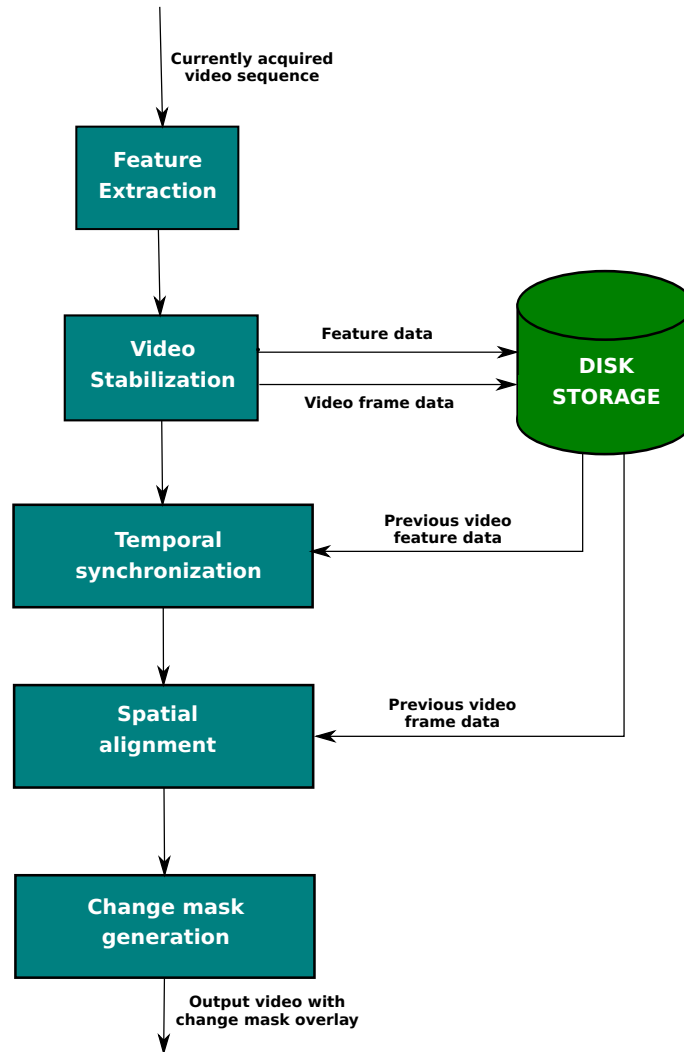 Currently acquired
video sequence
Feature
Extraction
Video
Stabilization
Feature data
Video frame data
DISK
STORAGE
Temporal
synchronization
Previous video
feature data
Spatial
alignment
Previous video
frame data
Change mask
generation
Output video with
change mask overlay